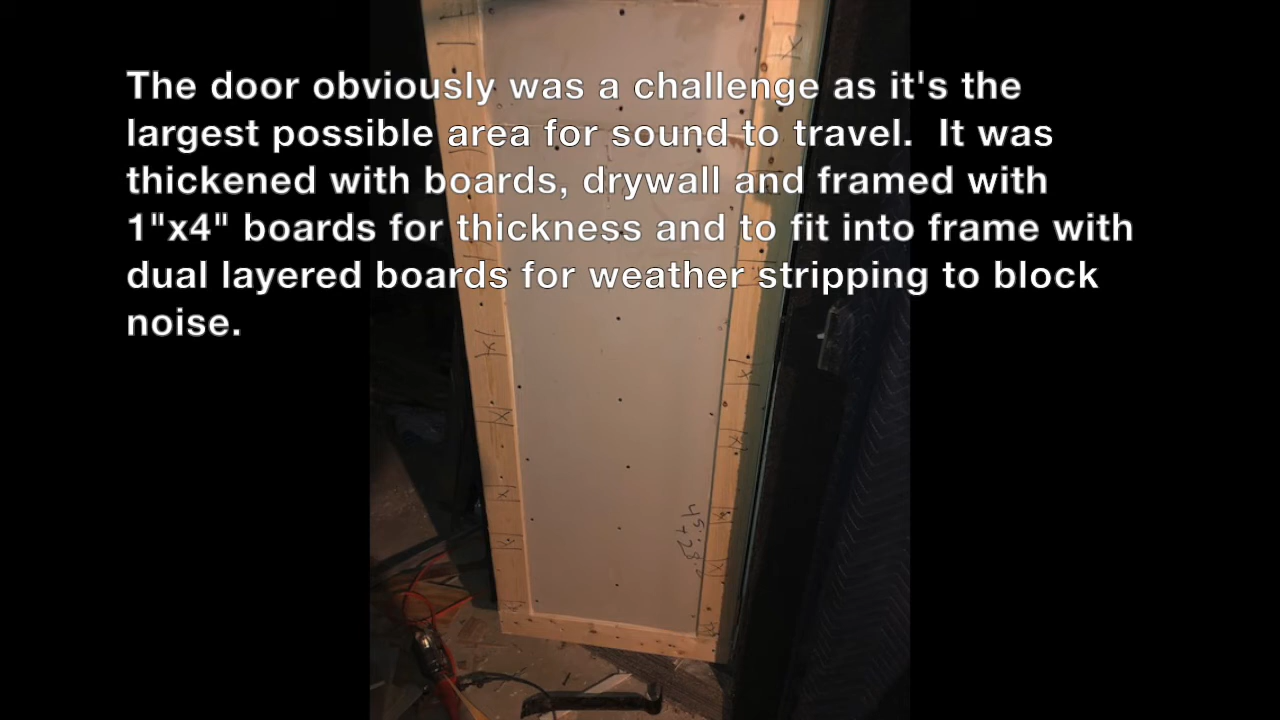 The door obviously was a challenge as it's the
largest possible area for sound to travel.  It was
thickened with boards, drywall and framed with
1"x4" boards for thickness and to fit into frame with
dual layered boards for weather stripping to block
noise.